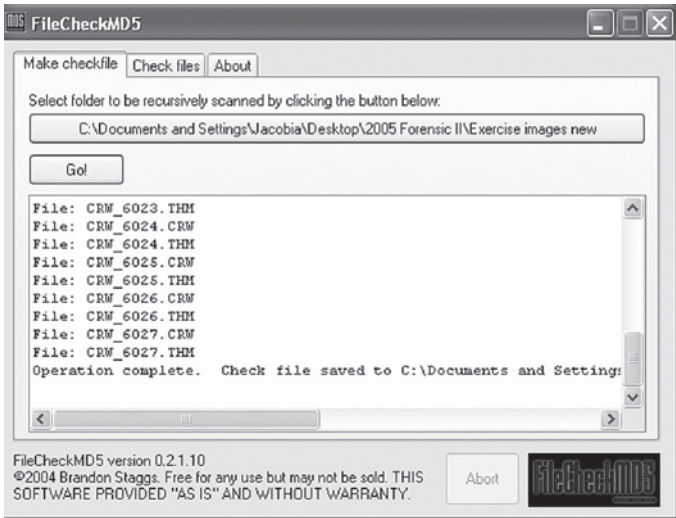 MD5 FileCheckMD5
Make checkfile Check files About
Select folder to be recursively scanned by clicking the button below:
C:\Documents and Settings\Jacobia\Desktop\2005 Forensic II\Exercise images new
Go!
File: CRW_6023.THM
File: CRW_6024.CRW
File: CRW_6024.THM
File: CRW_6025.CRW
File: CRW_6025.THM
File: CRW_6026.CRW
File: CRW_6026.THM
File: CRW_6027.CRW
File: CRW_6027.THM
Operation complete. Check file saved to C:\Documents and Settings
FileCheckMD5 version 0.2.1.10
©2004 Brandon Staggs. Free for any use but may not be sold. THIS
SOFTWARE PROVIDED "AS IS" AND WITHOUT WARRANTY.
Abort
FileCheckMD5